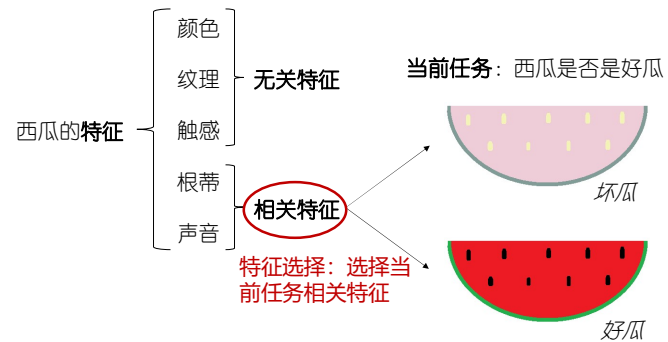 颜色
纹理
触感
根蒂
声音
西瓜的特征
无关特征
相关特征
特征选择：选择当
前任务相关特征
当前任务：西瓜是否是好瓜
坏瓜
好瓜